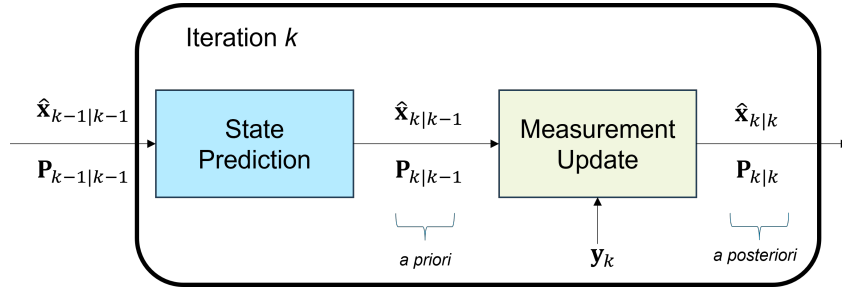 Iteration k
x̂k−1|k−1
Pk−1|k−1
State
Prediction
x̂k|k−1
Pk|k−1
a priori
Measurement
Update
yk
x̂k|k
Pk|k
a posteriori